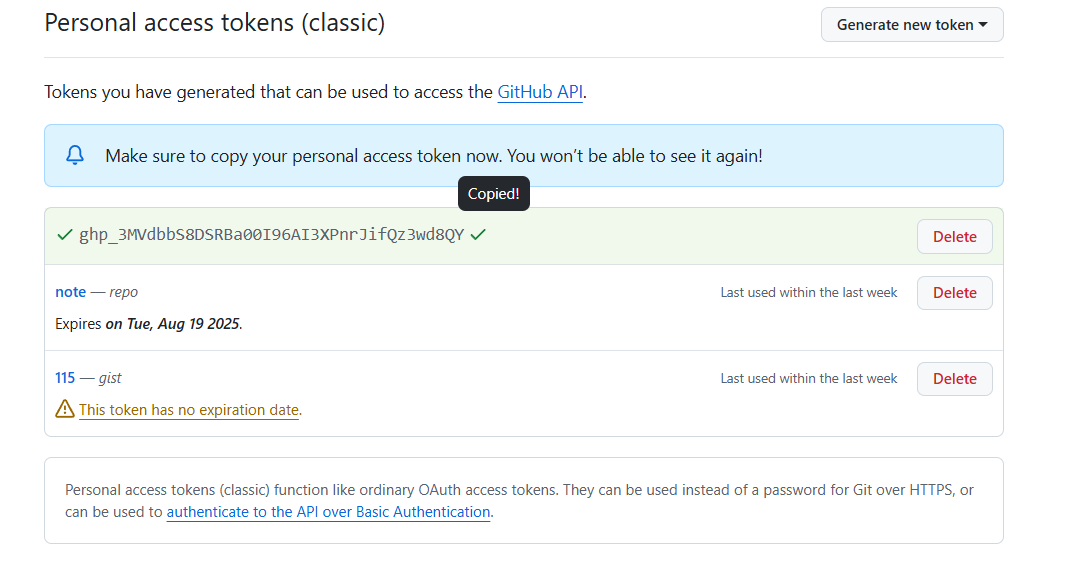 Personal access tokens (classic)
Generate new token
Tokens you have generated that can be used to access the GitHub API.
Make sure to copy your personal access token now. You won't be able to see it again!
Copied!
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
Delete
note — repo
Last used within the last week
Delete
Expires on Tue, Aug 19 2025.
115 — gist
Last used within the last week
Delete
This token has no expiration date.
Personal access tokens (classic) function like ordinary OAuth access tokens. They can be used instead of a password for Git over HTTPS, or
can be used to authenticate to the API over Basic Authentication.